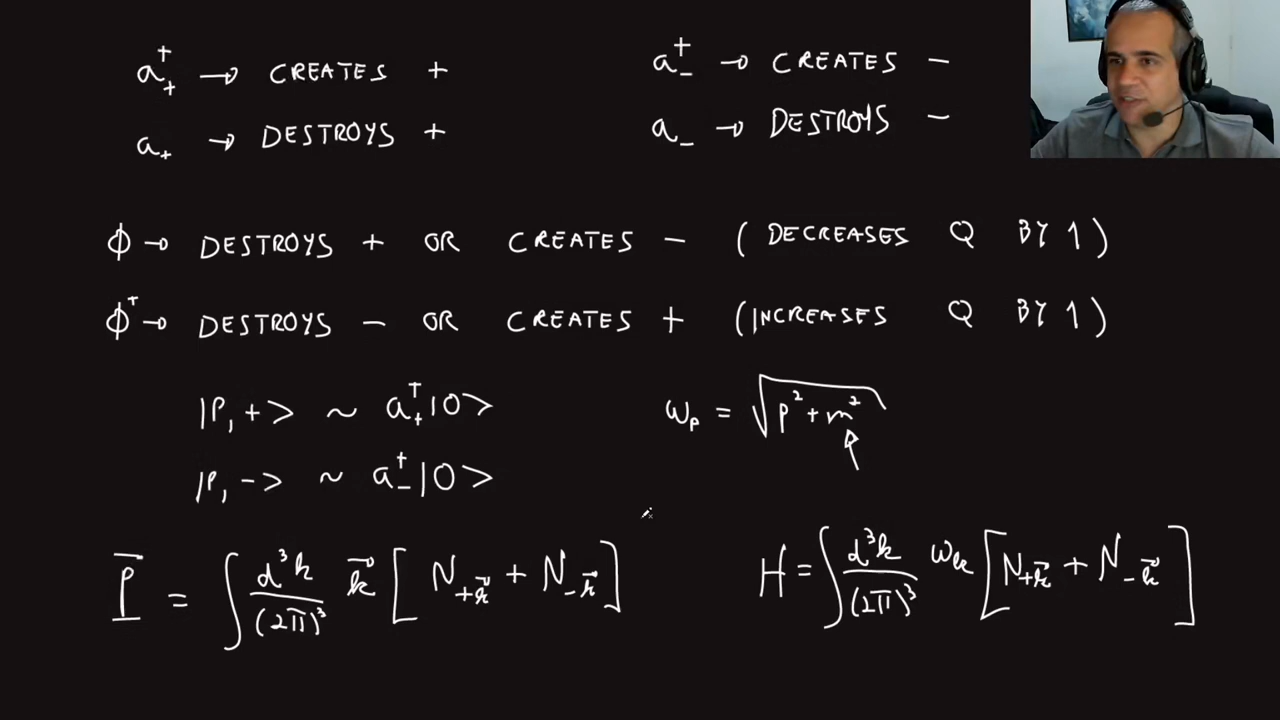 a₊† → CREATES +
a₋† → CREATES −
a₊ → DESTROYS +
a₋ → DESTROYS −
ϕ → DESTROYS + OR CREATES − (DECREASES Q BY 1)
ϕ† → DESTROYS − OR CREATES + (INCREASES Q BY 1)
|P, +> ~ a₊†|0>
ωₚ = √(p² + m²)
|P, −> ~ a₋†|0>
P⃗ = ∫ d³k/(2π)³ k⃗ [N₊ₖ⃗ + N₋ₖ⃗]
H = ∫ d³k/(2π)³ ωₖ [N₊ₖ⃗ + N₋ₖ⃗]